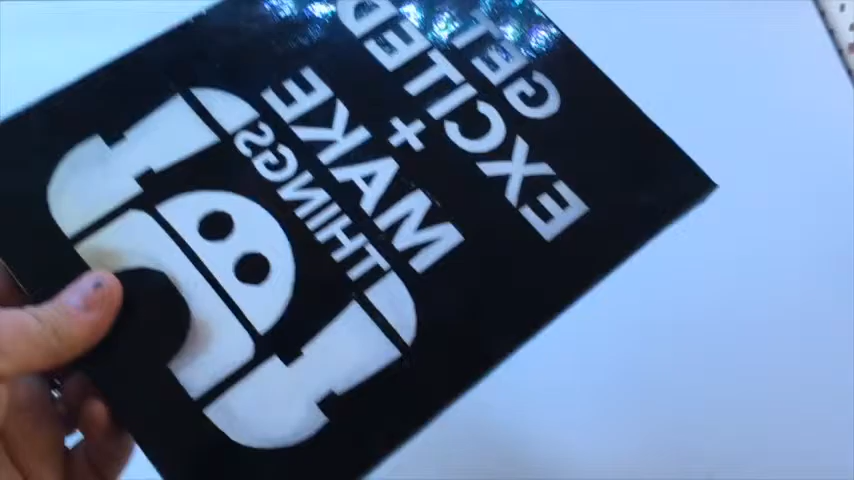 GET
EXCITED
+
MAKE
THINGS